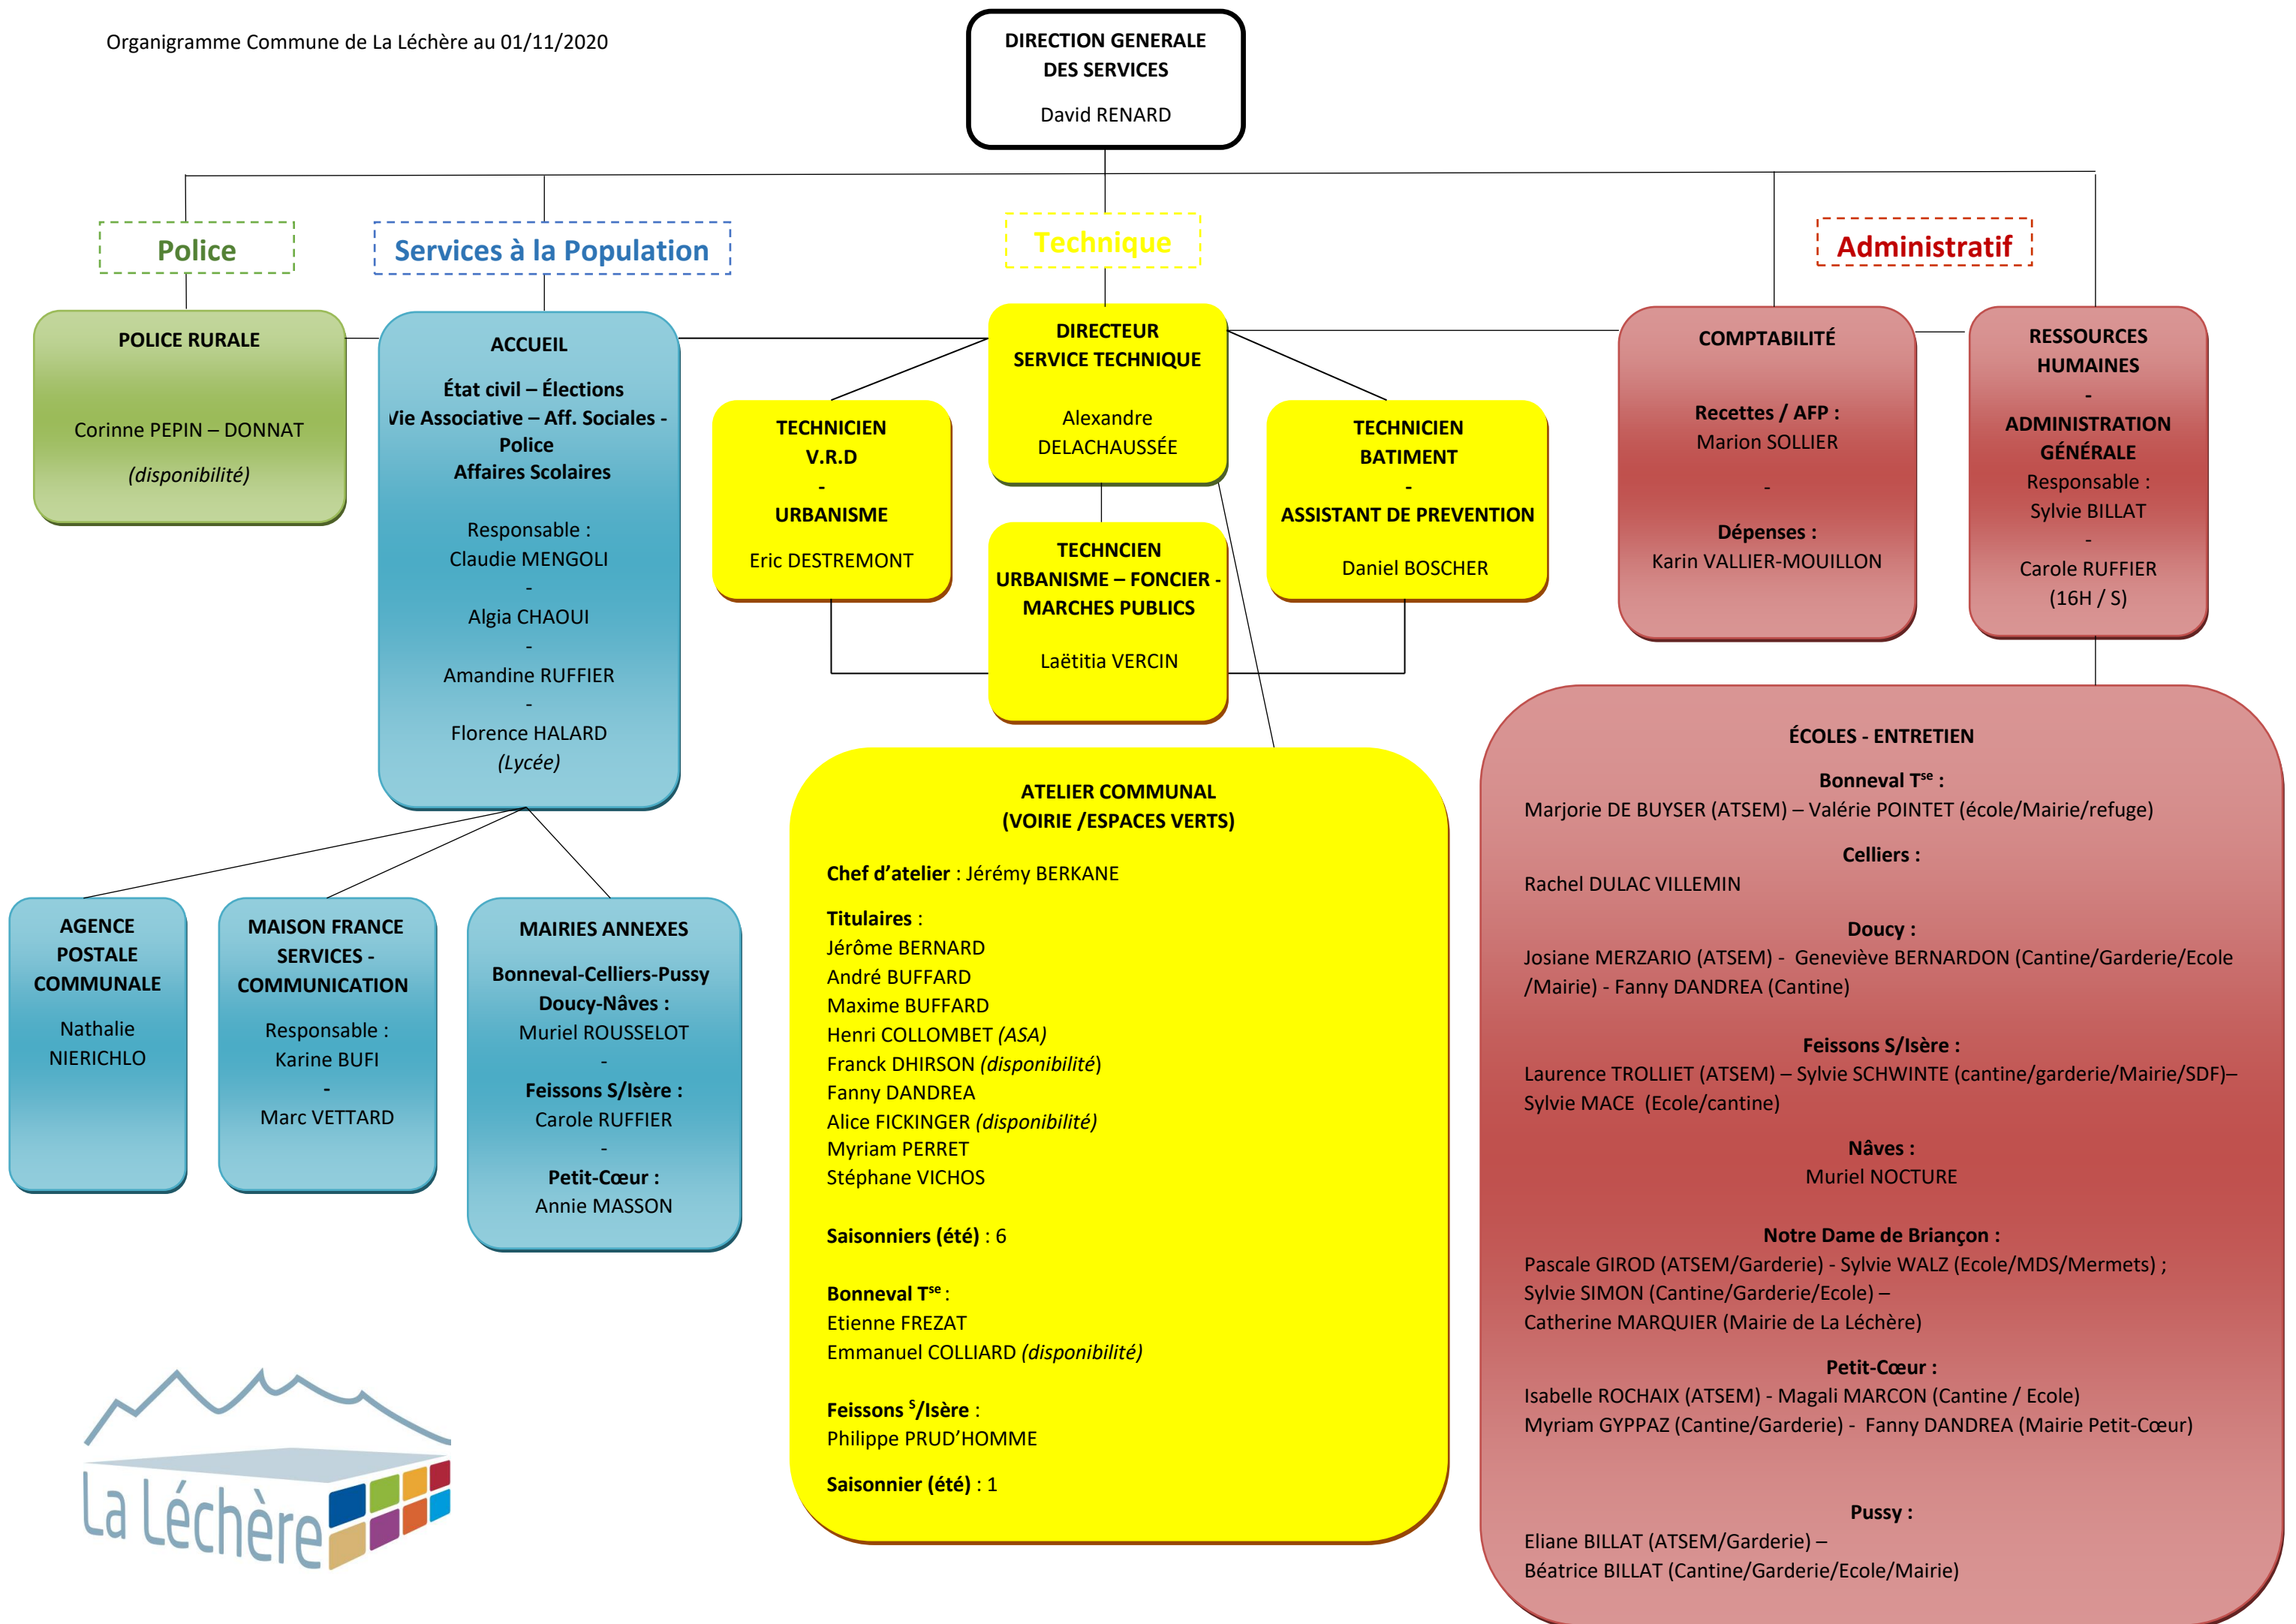 Organigramme Commune de La Léchère au 01/11/2020
DIRECTION GENERALE
DES SERVICES
David RENARD
Police
Services à la Population
Technique
Administratif
POLICE RURALE
Corinne PEPIN – DONNAT
(disponibilité)
ACCUEIL
État civil – Élections
Vie Associative – Aff. Sociales -
Police
Affaires Scolaires
Responsable :
Claudie MENGOLI
-
Algia CHAOUI
-
Amandine RUFFIER
-
Florence HALARD
(Lycée)
DIRECTEUR
SERVICE TECHNIQUE
Alexandre
DELACHAUSSÉE
TECHNICIEN
V.R.D
-
URBANISME
Eric DESTREMONT
TECHNCIEN
URBANISME – FONCIER -
MARCHES PUBLICS
Laëtitia VERCIN
TECHNICIEN
BATIMENT
-
ASSISTANT DE PREVENTION
Daniel BOSCHER
COMPTABILITÉ
Recettes / AFP :
Marion SOLLIER
-
Dépenses :
Karin VALLIER-MOUILLON
RESSOURCES
HUMAINES
-
ADMINISTRATION
GÉNÉRALE
Responsable :
Sylvie BILLAT
-
Carole RUFFIER
(16H / S)
AGENCE
POSTALE
COMMUNALE
Nathalie
NIERICHLO
MAISON FRANCE
SERVICES -
COMMUNICATION
Responsable :
Karine BUFI
-
Marc VETTARD
MAIRIES ANNEXES
Bonneval-Celliers-Pussy
Doucy-Nâves :
Muriel ROUSSELOT
-
Feissons S/Isère :
Carole RUFFIER
-
Petit-Cœur :
Annie MASSON
ATELIER COMMUNAL
(VOIRIE /ESPACES VERTS)
Chef d’atelier : Jérémy BERKANE
Titulaires :
Jérôme BERNARD
André BUFFARD
Maxime BUFFARD
Henri COLLOMBET (ASA)
Franck DHIRSON (disponibilité)
Fanny DANDREA
Alice FICKINGER (disponibilité)
Myriam PERRET
Stéphane VICHOS
Saisonniers (été) : 6
Bonneval Tse :
Etienne FREZAT
Emmanuel COLLIARD (disponibilité)
Feissons S/Isère :
Philippe PRUD’HOMME
Saisonnier (été) : 1
ÉCOLES - ENTRETIEN
Bonneval Tse :
Marjorie DE BUYSER (ATSEM) – Valérie POINTET (école/Mairie/refuge)
Celliers :
Rachel DULAC VILLEMIN
Doucy :
Josiane MERZARIO (ATSEM) - Geneviève BERNARDON (Cantine/Garderie/Ecole
/Mairie) - Fanny DANDREA (Cantine)
Feissons S/Isère :
Laurence TROLLIET (ATSEM) – Sylvie SCHWINTE (cantine/garderie/Mairie/SDF)–
Sylvie MACE (Ecole/cantine)
Nâves :
Muriel NOCTURE
Notre Dame de Briançon :
Pascale GIROD (ATSEM/Garderie) - Sylvie WALZ (Ecole/MDS/Mermets) ;
Sylvie SIMON (Cantine/Garderie/Ecole) –
Catherine MARQUIER (Mairie de La Léchère)
Petit-Cœur :
Isabelle ROCHAIX (ATSEM) - Magali MARCON (Cantine / Ecole)
Myriam GYPPAZ (Cantine/Garderie) - Fanny DANDREA (Mairie Petit-Cœur)
Pussy :
Eliane BILLAT (ATSEM/Garderie) –
Béatrice BILLAT (Cantine/Garderie/Ecole/Mairie)
La Léchère